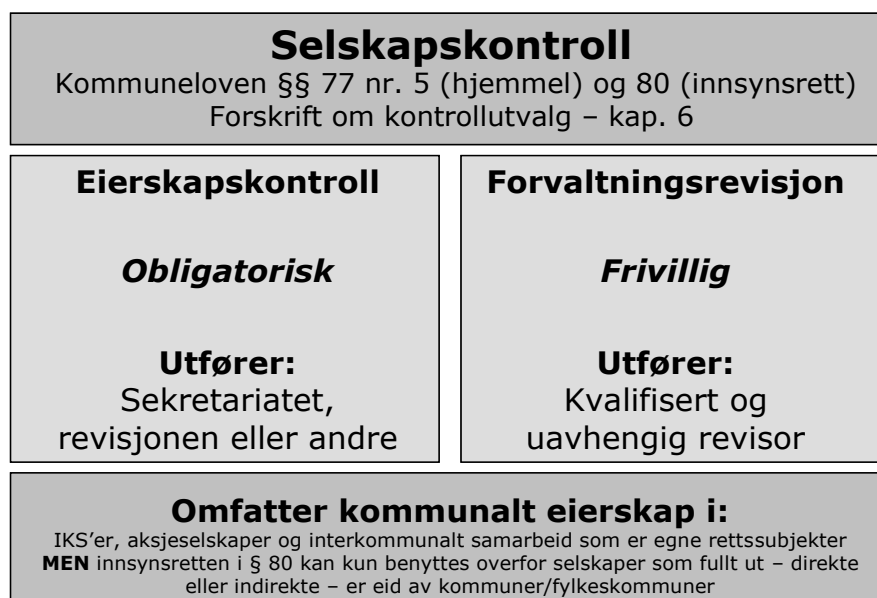 Selskapskontroll
Kommuneloven §§ 77 nr. 5 (hjemmel) og 80 (innsynsrett)
Forskrift om kontrollutvalg – kap. 6
Eierskapskontroll
Obligatorisk
Utfører:
Sekretariatet,
revisjonen eller andre
Forvaltningsrevisjon
Frivillig
Utfører:
Kvalifisert og
uavhengig revisor
Omfatter kommunalt eierskap i:
IKS’er, aksjeselskaper og interkommunalt samarbeid som er egne rettssubjekter
MEN innsynsretten i § 80 kan kun benyttes overfor selskaper som fullt ut – direkte
eller indirekte – er eid av kommuner/fylkeskommuner